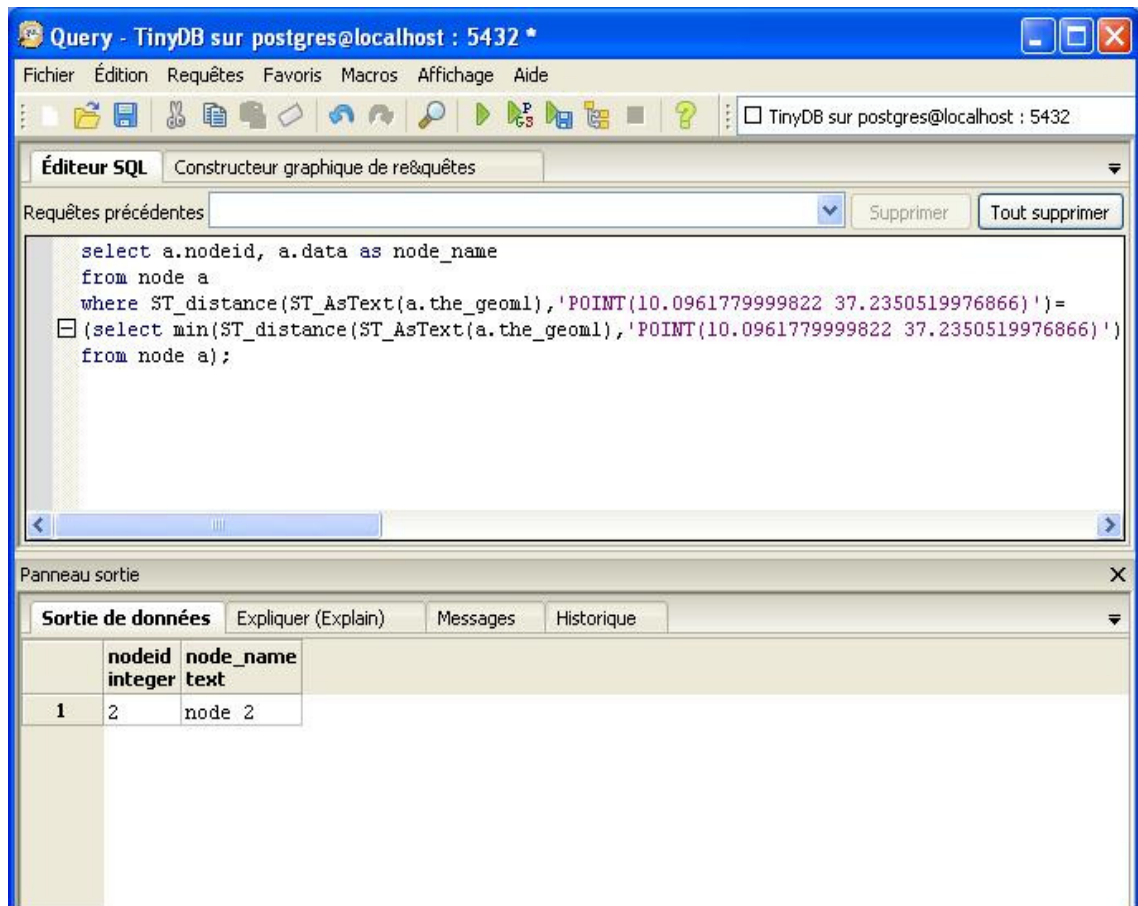 Query - TinyDB sur postgres@localhost : 5432 *
Fichier Édition Requêtes Favoris Macros Affichage Aide
TinyDB sur postgres@localhost : 5432
Éditeur SQL Constructeur graphique de re&quêtes
Requêtes précédentes Supprimer Tout supprimer
select a.nodeid, a.data as node_name
from node a
where ST_distance(ST_AsText(a.the_geom1),'POINT(10.0961779999822 37.2350519976866)')=
(select min(ST_distance(ST_AsText(a.the_geom1),'POINT(10.0961779999822 37.2350519976866)')
from node a);
Panneau sortie
Sortie de données Expliquer (Explain) Messages Historique
nodeid node_name
integer text
1 2 node 2